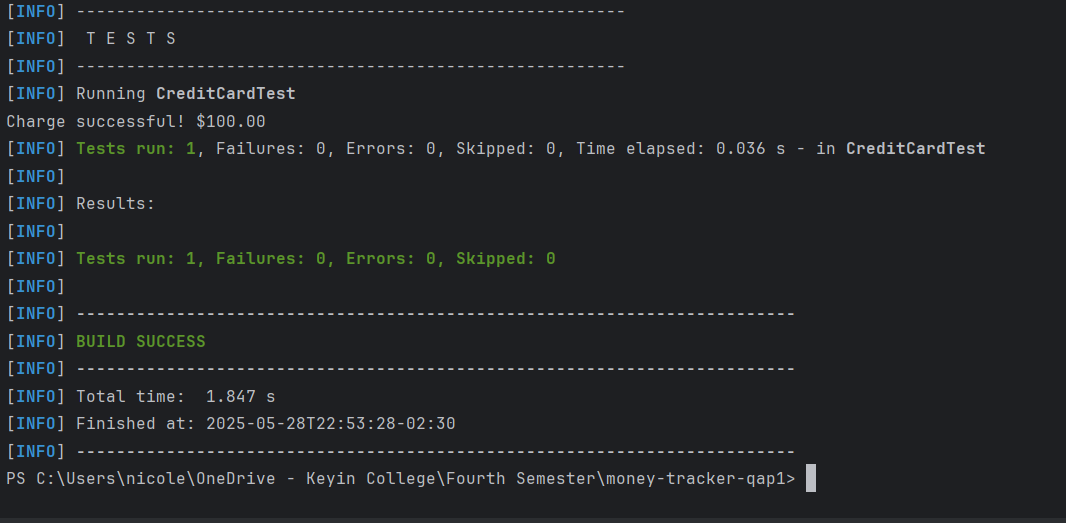 [INFO] -------------------------------------------------------
[INFO]  T E S T S
[INFO] -------------------------------------------------------
[INFO] Running CreditCardTest
Charge successful! $100.00
[INFO] Tests run: 1, Failures: 0, Errors: 0, Skipped: 0, Time elapsed: 0.036 s - in CreditCardTest
[INFO]
[INFO] Results:
[INFO]
[INFO] Tests run: 1, Failures: 0, Errors: 0, Skipped: 0
[INFO]
[INFO] ------------------------------------------------------------------------
[INFO] BUILD SUCCESS
[INFO] ------------------------------------------------------------------------
[INFO] Total time:  1.847 s
[INFO] Finished at: 2025-05-28T22:53:28-02:30
[INFO] ------------------------------------------------------------------------
PS C:\Users\nicole\OneDrive - Keyin College\Fourth Semester\money-tracker-qap1>